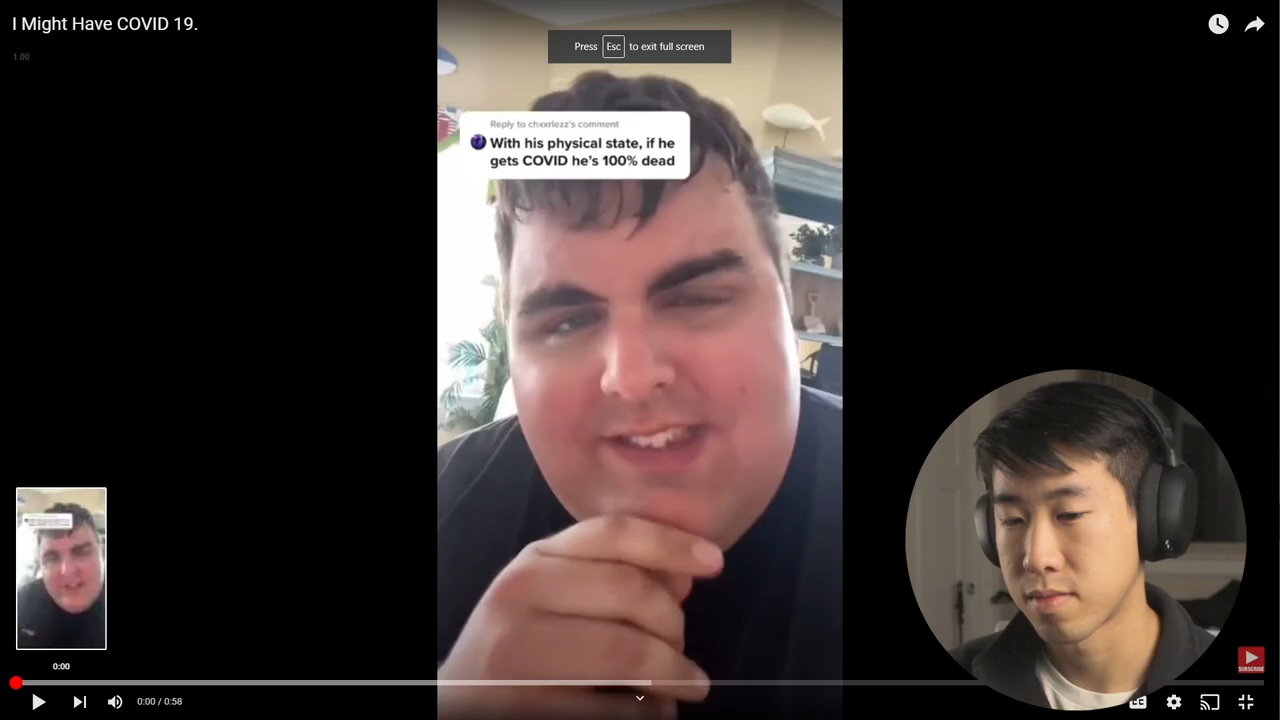 I Might Have COVID 19.
1.00
Press Esc to exit full screen
Reply to chxxrlezz's comment
With his physical state, if he
gets COVID he's 100% dead
0:00
0:00 / 0:58
SUBSCRIBE
CC